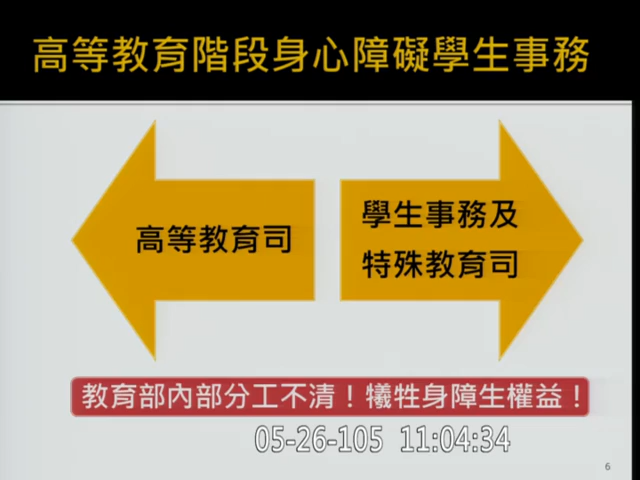 高等教育階段身心障礙學生事務
高等教育司
學生事務及
特殊教育司
教育部內部分工不清！犧牲身障生權益！
05-26-105 11:04:34
6